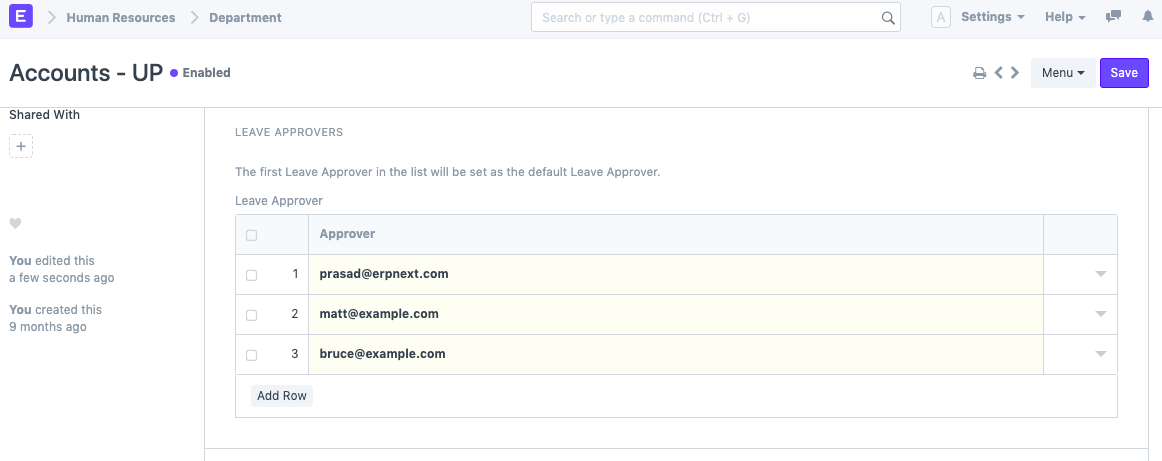 E Human Resources Department Search or type a command (Ctrl + G) A Settings Help
Accounts - UP Enabled Menu Save
Shared With
+
You edited this
a few seconds ago
You created this
9 months ago
LEAVE APPROVERS
The first Leave Approver in the list will be set as the default Leave Approver.
Leave Approver
Approver
1 prasad@erpnext.com
2 matt@example.com
3 bruce@example.com
Add Row